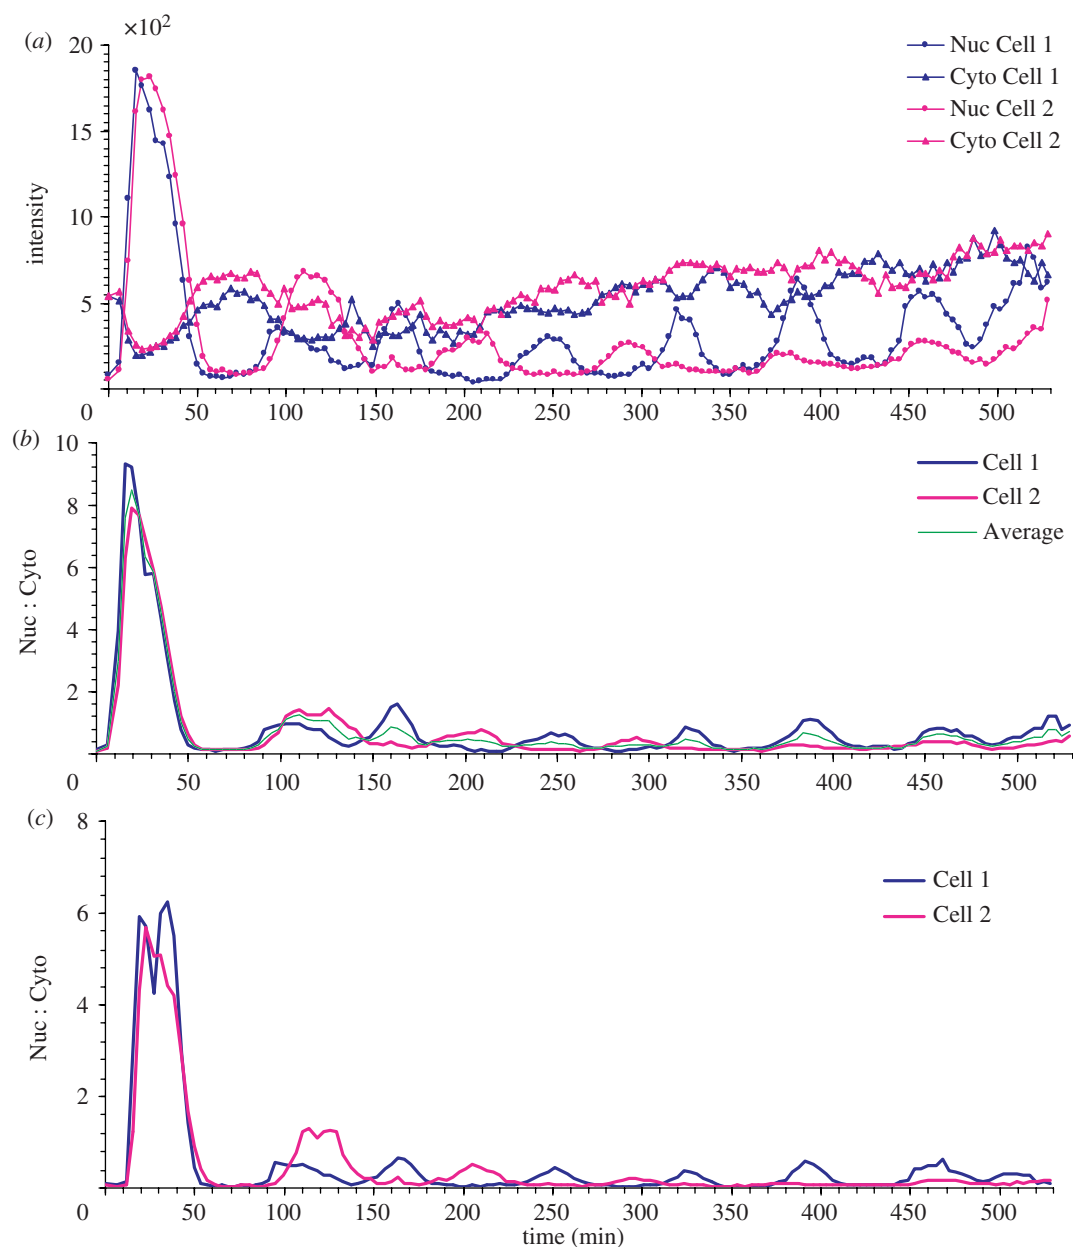 (a)
×10²
20
15
10
5
0 50 100 150 200 250 300 350 400 450 500
intensity
Nuc Cell 1
Cyto Cell 1
Nuc Cell 2
Cyto Cell 2
(b)
10
8
6
4
2
0 50 100 150 200 250 300 350 400 450 500
Nuc : Cyto
Cell 1
Cell 2
Average
(c)
8
6
4
2
0 50 100 150 200 250 300 350 400 450 500
Nuc : Cyto
Cell 1
Cell 2
time (min)